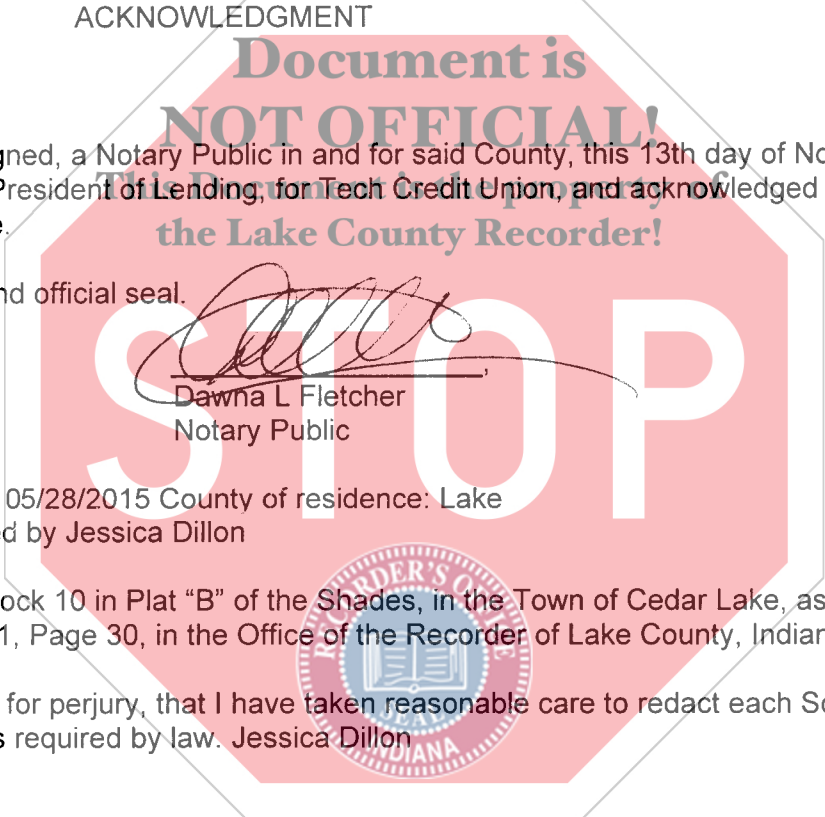 ACKNOWLEDGMENT
Document is
NOT OFFICIAL!
gned, a Notary Public in and for said County, this 13th day of No
This Document is the property of
President of Lending, for Tech Credit Union, and acknowledged
the Lake County Recorder!
e.
nd official seal.
STOP
Dawna L Fletcher
Notary Public
05/28/2015 County of residence: Lake
d by Jessica Dillon
ock 10 in Plat “B” of the Shades, in the Town of Cedar Lake, as
1, Page 30, in the Office of the Recorder of Lake County, Indian
RECORDER'S OFFICE
SEAL
INDIANA
for perjury, that I have taken reasonable care to redact each So
s required by law. Jessica Dillon